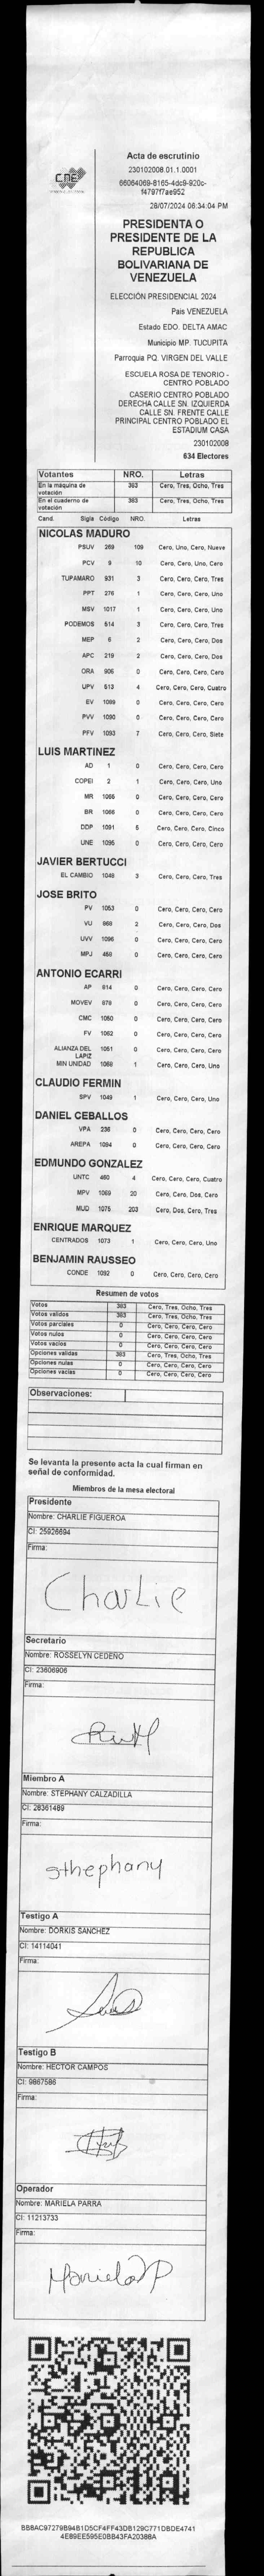 CNE
Acta de escrutinio
230102008.01.1.0001
66064069-8165-4dc9-920c-
f4797f7ae952
28/07/2024 06:34:04 PM
PRESIDENTA O
PRESIDENTE DE LA
REPUBLICA
BOLIVARIANA DE
VENEZUELA
ELECCIÓN PRESIDENCIAL 2024
Pais VENEZUELA
Estado EDO. DELTA AMAC
Municipio MP. TUCUPITA
Parroquia PQ. VIRGEN DEL VALLE
ESCUELA ROSA DE TENORIO -
CENTRO POBLADO
CASERIO CENTRO POBLADO
DERECHA CALLE SN. IZQUIERDA
CALLE SN. FRENTE CALLE
PRINCIPAL CENTRO POBLADO EL
ESTADIUM CASA
230102008
634 Electores
Votantes NRO. Letras
En la máquina de votación 383 Cero, Tres, Ocho, Tres
En el cuaderno de votación 383 Cero, Tres, Ocho, Tres
Cand. Sigla Código NRO. Letras
NICOLAS MADURO
PSUV 269 109 Cero, Uno, Cero, Nueve
PCV 9 10 Cero, Cero, Uno, Cero
TUPAMARO 931 3 Cero, Cero, Cero, Tres
PPT 276 1 Cero, Cero, Cero, Uno
MSV 1017 1 Cero, Cero, Cero, Uno
PODEMOS 514 3 Cero, Cero, Cero, Tres
MEP 6 2 Cero, Cero, Cero, Dos
APC 219 2 Cero, Cero, Cero, Dos
ORA 906 0 Cero, Cero, Cero, Cero
UPV 513 4 Cero, Cero, Cero, Cuatro
EV 1099 0 Cero, Cero, Cero, Cero
PVV 1090 0 Cero, Cero, Cero, Cero
PFV 1093 7 Cero, Cero, Cero, Siete
LUIS MARTINEZ
AD 1 0 Cero, Cero, Cero, Cero
COPEI 2 1 Cero, Cero, Cero, Uno
MR 1065 0 Cero, Cero, Cero, Cero
BR 1066 0 Cero, Cero, Cero, Cero
DDP 1091 5 Cero, Cero, Cero, Cinco
UNE 1095 0 Cero, Cero, Cero, Cero
JAVIER BERTUCCI
EL CAMBIO 1048 3 Cero, Cero, Cero, Tres
JOSE BRITO
PV 1053 0 Cero, Cero, Cero, Cero
VU 968 2 Cero, Cero, Cero, Dos
UVV 1096 0 Cero, Cero, Cero, Cero
MPJ 458 0 Cero, Cero, Cero, Cero
ANTONIO ECARRI
AP 814 0 Cero, Cero, Cero, Cero
MOVEV 979 0 Cero, Cero, Cero, Cero
CMC 1050 0 Cero, Cero, Cero, Cero
FV 1062 0 Cero, Cero, Cero, Cero
ALIANZA DEL LAPIZ 1051 0 Cero, Cero, Cero, Cero
MIN UNIDAD 1068 1 Cero, Cero, Cero, Uno
CLAUDIO FERMIN
SPV 1049 1 Cero, Cero, Cero, Uno
DANIEL CEBALLOS
VPA 236 0 Cero, Cero, Cero, Cero
AREPA 1094 0 Cero, Cero, Cero, Cero
EDMUNDO GONZALEZ
UNTC 460 4 Cero, Cero, Cero, Cuatro
MPV 1069 20 Cero, Cero, Dos, Cero
MUD 1075 203 Cero, Dos, Cero, Tres
ENRIQUE MARQUEZ
CENTRADOS 1073 1 Cero, Cero, Cero, Uno
BENJAMIN RAUSSEO
CONDE 1092 0 Cero, Cero, Cero, Cero
Resumen de votos
Votos 383 Cero, Tres, Ocho, Tres
Votos validos 383 Cero, Tres, Ocho, Tres
Votos parciales 0 Cero, Cero, Cero, Cero
Votos nulos 0 Cero, Cero, Cero, Cero
Votos vacíos 0 Cero, Cero, Cero, Cero
Opciones validas 383 Cero, Tres, Ocho, Tres
Opciones nulas 0 Cero, Cero, Cero, Cero
Opciones vacias 0 Cero, Cero, Cero, Cero
Observaciones:
Se levanta la presente acta la cual firman en
señal de conformidad.
Miembros de la mesa electoral
Presidente
Nombre: CHARLIE FIGUEROA
CI: 25926694
Firma:
Charlie
Secretario
Nombre: ROSSELYN CEDEÑO
CI: 23606906
Firma:
Miembro A
Nombre: STEPHANY CALZADILLA
CI: 28361489
Firma:
sthephany
Testigo A
Nombre: DORKIS SANCHEZ
CI: 14114041
Firma:
Testigo B
Nombre: HECTOR CAMPOS
CI: 9867586
Firma:
Operador
Nombre: MARIELA PARRA
CI: 11213733
Firma:
Mariela P
BB8AC97279B94B1D5CF4FF43DB129C771DBDE4741
4E89EE595E0BB43FA20388A